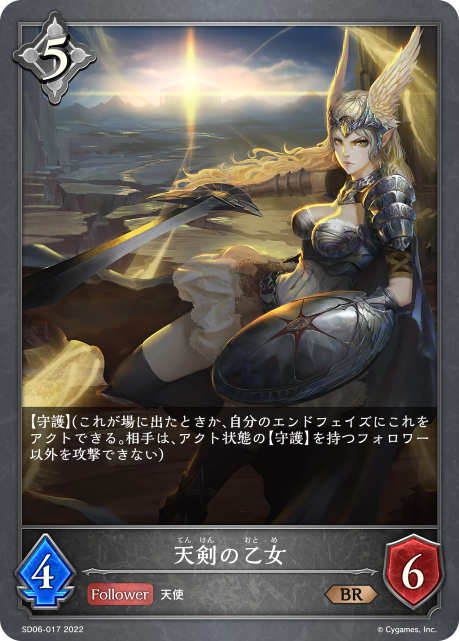 5
【守護】(これが場に出たときか、自分のエンドフェイズにこれを
アクトできる。相手は、アクト状態の【守護】を持つフォロワー
以外を攻撃できない)
てん けん おと め
天剣の乙女
4
Follower 天使
BR
6
SD06-017 2022
© Cygames, Inc.